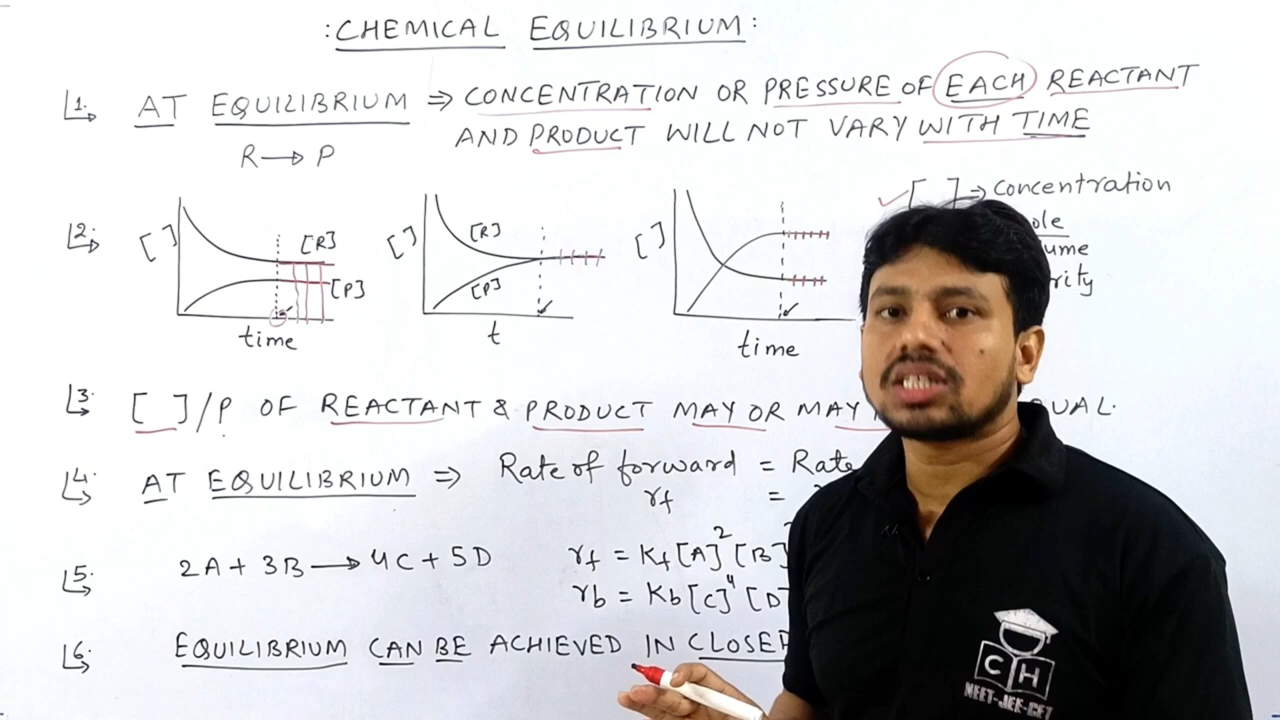 : CHEMICAL EQUILIBRIUM :
1. AT EQUILIBRIUM ⇒ CONCENTRATION OR PRESSURE OF EACH REACTANT
AND PRODUCT WILL NOT VARY WITH TIME
R → P
[ ] ⇒ Concentration
2.
[ ] [R] [P] time
[ ] [R] [P] t
[ ] time
3. [ ]/P OF REACTANT & PRODUCT MAY OR MAY
4. AT EQUILIBRIUM ⇒ Rate of forward = Rate
rf =
5. 2A + 3B → 4C + 5D rf = Kf [A]² [B]
rb = Kb [C]⁴ [D]
6. EQUILIBRIUM CAN BE ACHIEVED IN CLOSED
C H
NEET-JEE-CET